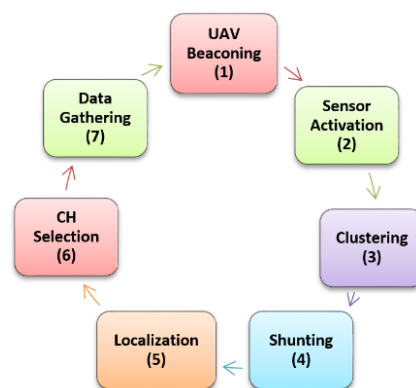 UAV
Beaconing
(1)
Sensor
Activation
(2)
Clustering
(3)
Shunting
(4)
Localization
(5)
CH
Selection
(6)
Data
Gathering
(7)